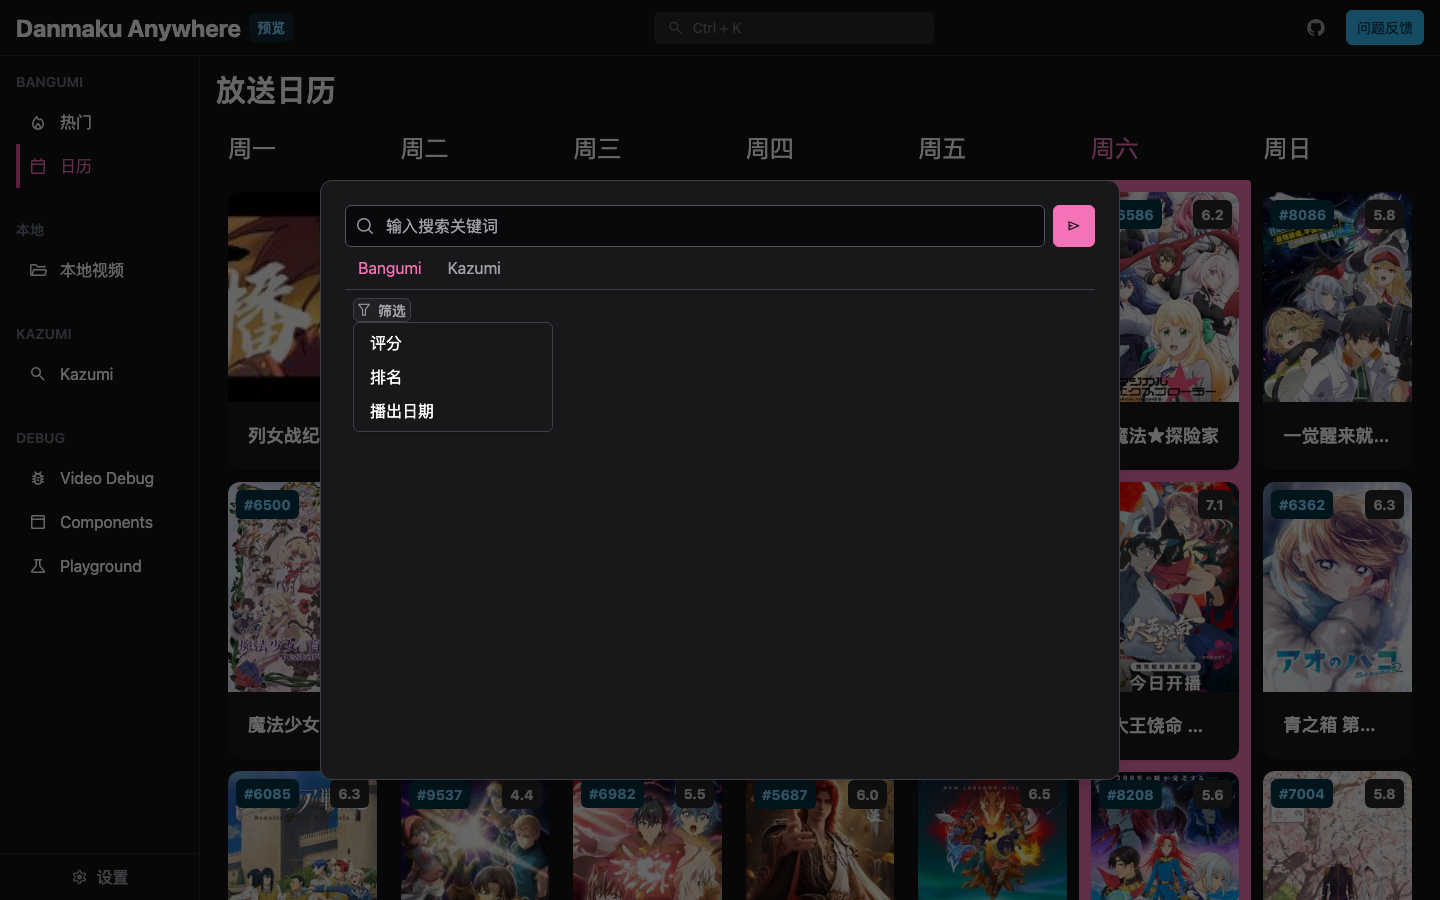 Danmaku Anywhere 预览
Ctrl + K
问题反馈
BANGUMI
热门
日历
本地
本地视频
KAZUMI
Kazumi
DEBUG
Video Debug
Components
Playground
设置
放送日历
周一 周二 周三 周四 周五 周六 周日
输入搜索关键词
Bangumi Kazumi
筛选
评分
排名
播出日期
6.2
#8086 5.8
列女战纪
魔法★探险家
一觉醒来就...
#6500
7.1
#6362 6.3
今日开播
アオのハコ
魔法少女
大王饶命 ...
青之箱 第...
#6085 6.3
#9537 4.4
#6982 5.5
#5687 6.0
6.5
#8208 5.6
#7004 5.8